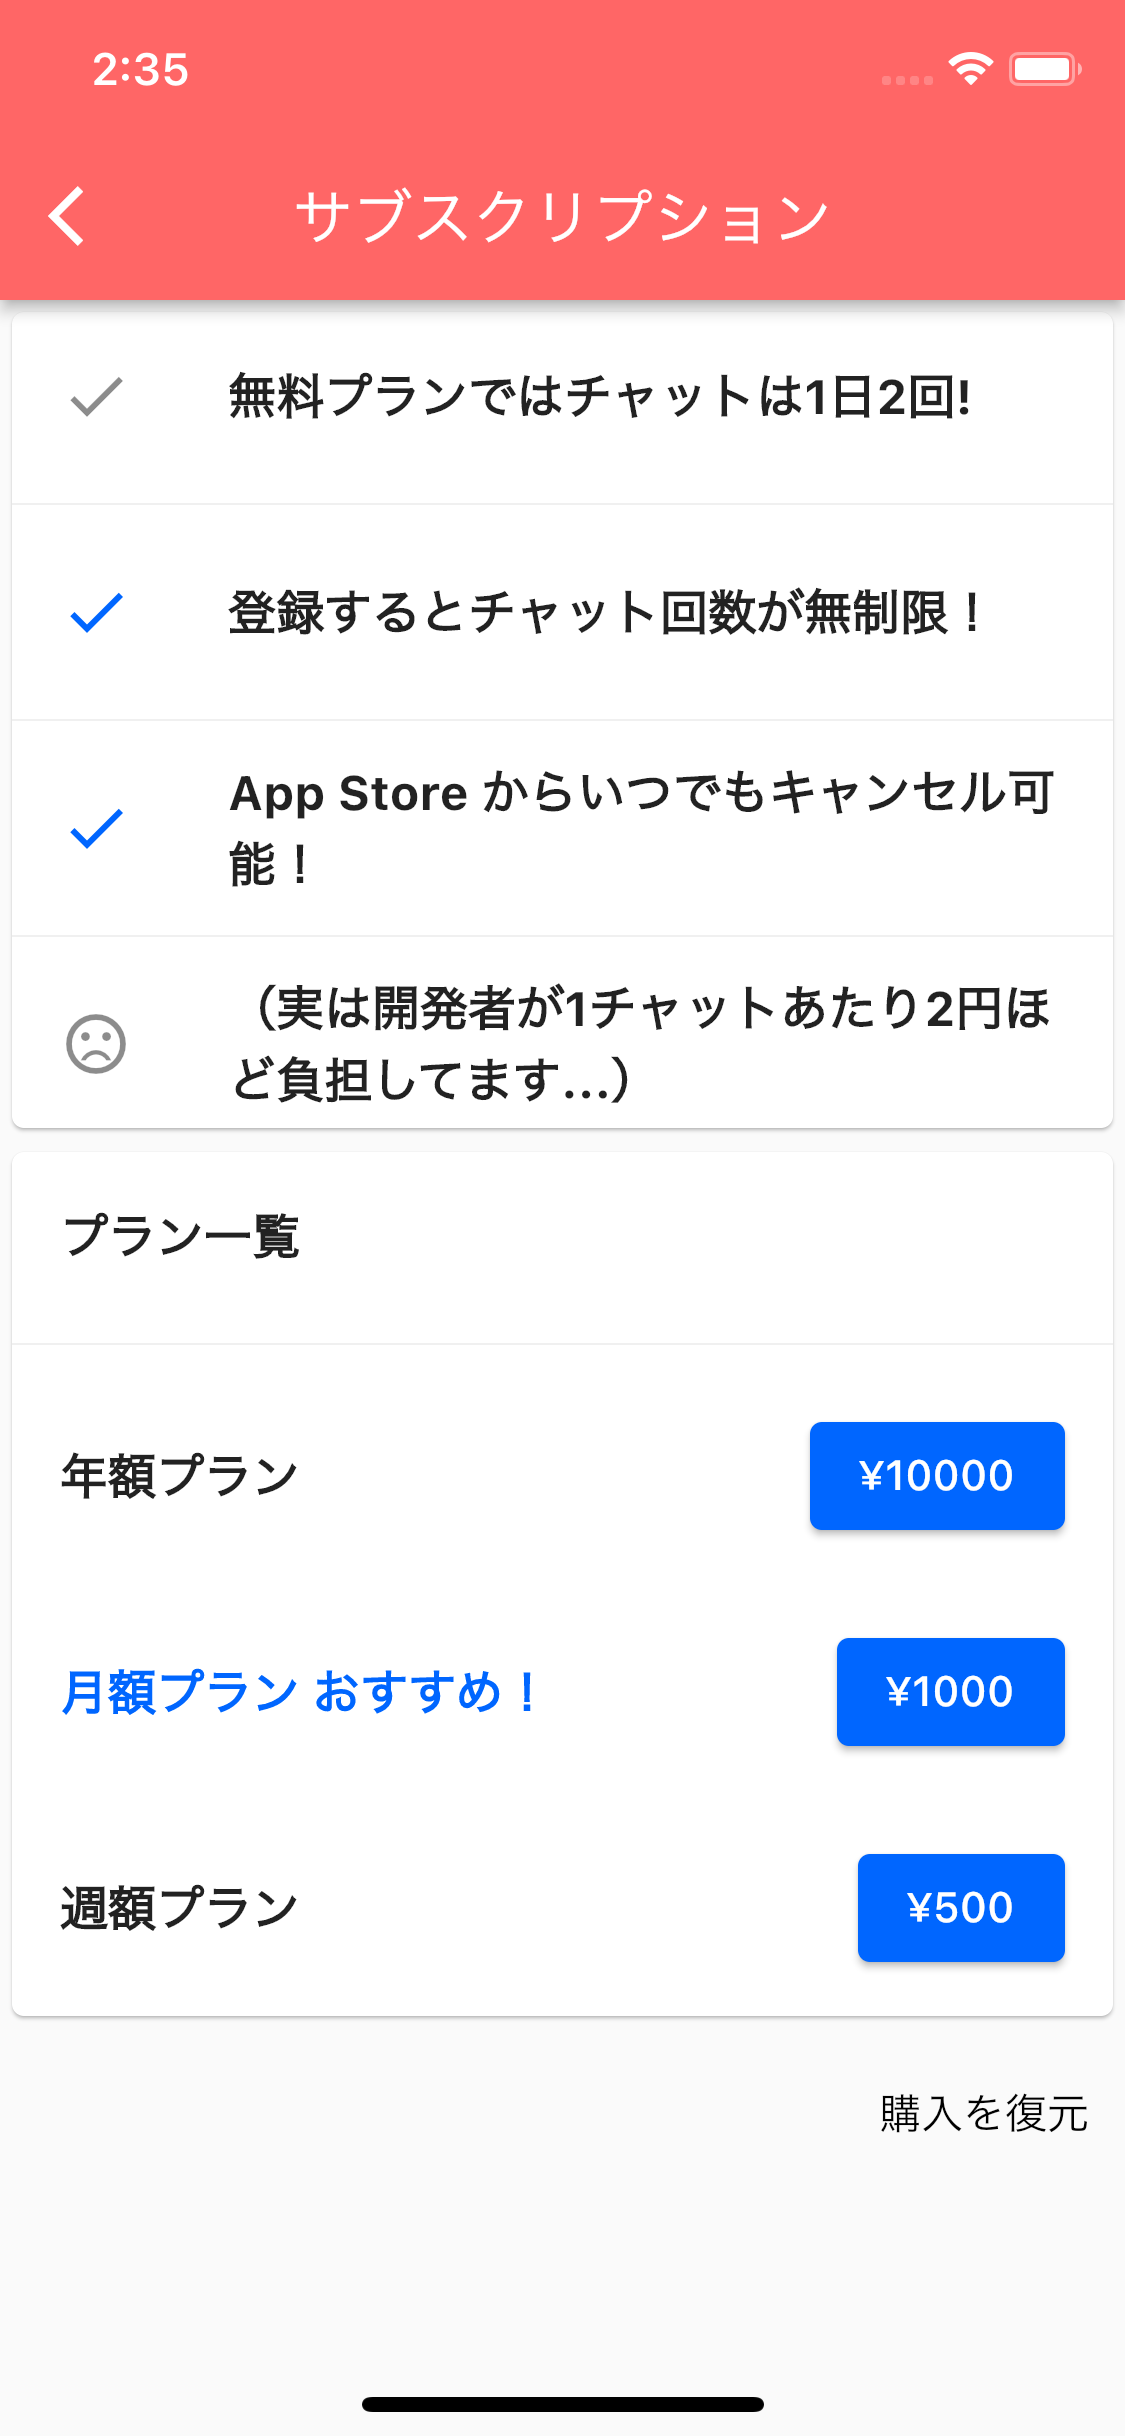 2:35
サブスクリプション
無料プランではチャットは1日2回!
登録するとチャット回数が無制限！
App Store からいつでもキャンセル可
能！
（実は開発者が1チャットあたり2円ほ
ど負担してます...）
プラン一覧
年額プラン
¥10000
月額プラン おすすめ！
¥1000
週額プラン
¥500
購入を復元